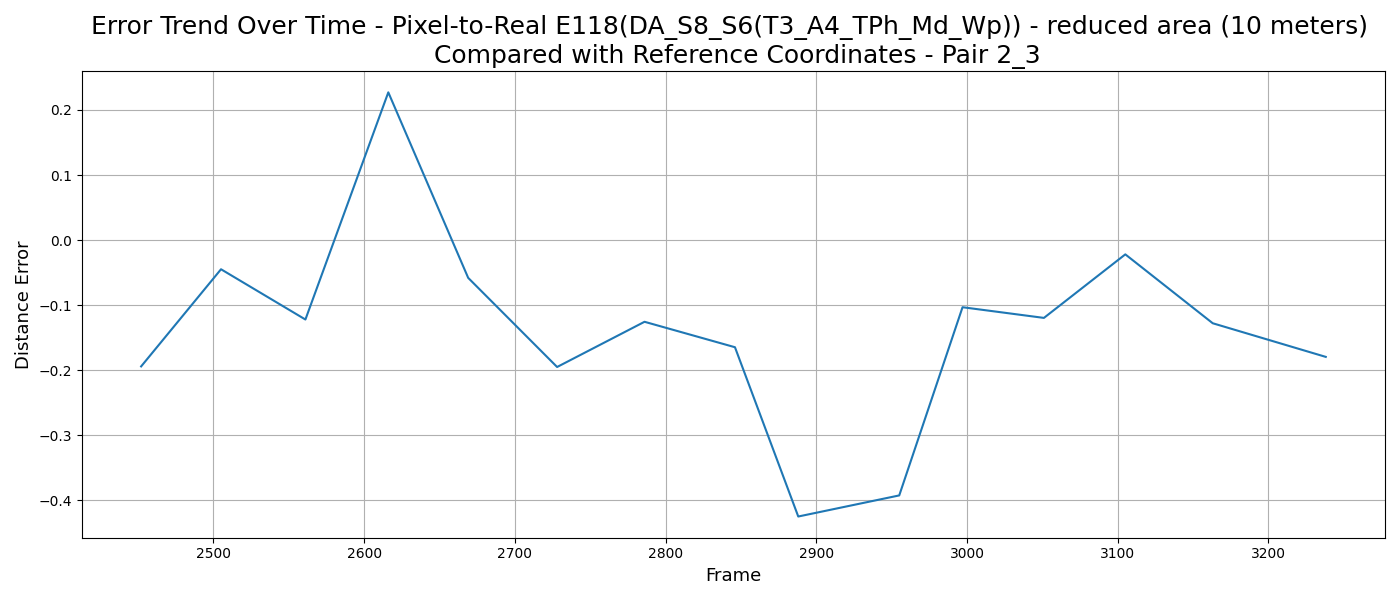 Error Trend Over Time - Pixel-to-Real E118(DA_S8_S6(T3_A4_TPh_Md_Wp)) - reduced area (10 meters)
Compared with Reference Coordinates - Pair 2_3
Distance Error
0.2
0.1
0.0
−0.1
−0.2
−0.3
−0.4
2500 2600 2700 2800 2900 3000 3100 3200
Frame